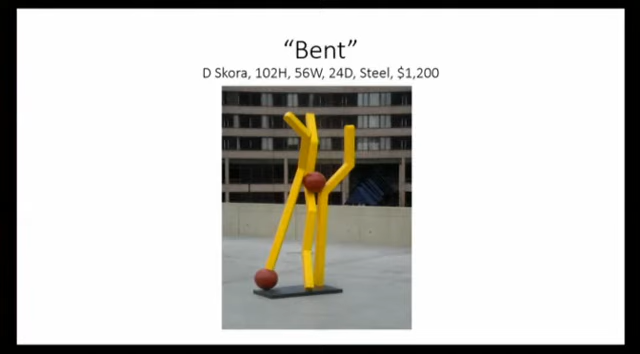 “Bent”
D Skora, 102H, 56W, 24D, Steel, $1,200